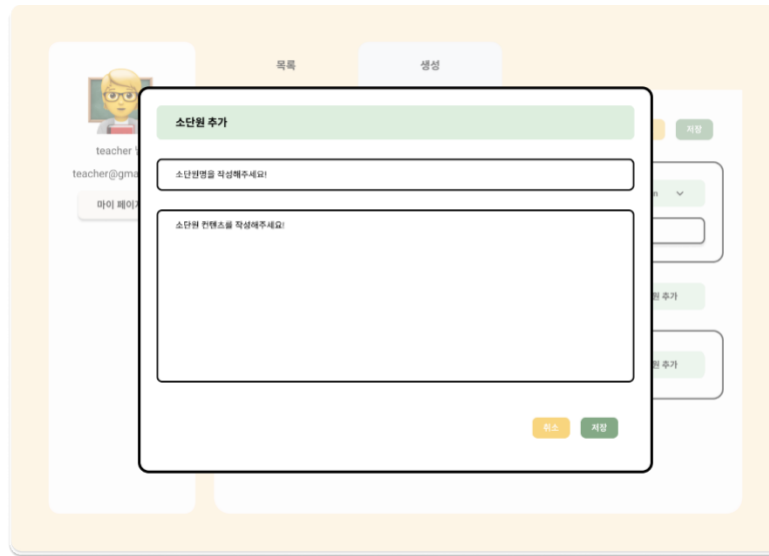 목록
생성
teacher
teacher@gma
마이 페이지
저장
소단원 추가
소단원명을 작성해주세요!
소단원 컨텐츠를 작성해주세요!
n
원 추가
원 추가
취소
저장